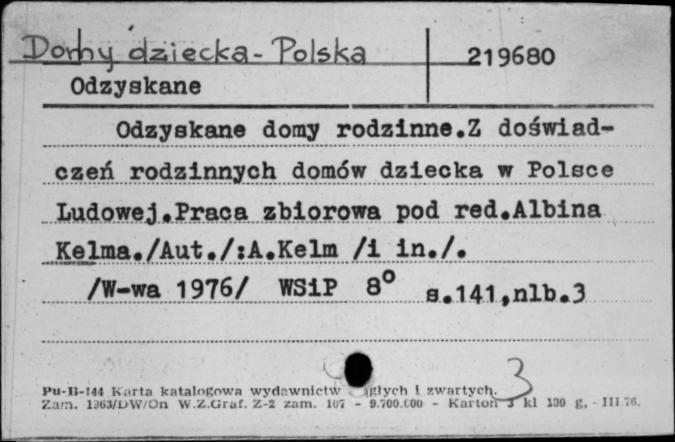 Domy dziecka - Polska
219680
Odzyskane
Odzyskane domy rodzinne.Z doświad-
czeń rodzinnych domów dziecka w Polsce
Ludowej.Praca zbiorowa pod red.Albina
Kelma./Aut./:A.Kelm /i in./.
/W-wa 1976/ WSiP 8° s.141,nlb.3
3
Pu-B-144 Karta katalogowa wydawnictw i zwartych.
Zam. 1363/DW/On W.Z.Graf. Z-2 zam. 107 - 9.700.000 - Karton 3 kl 130 g, - III 76.